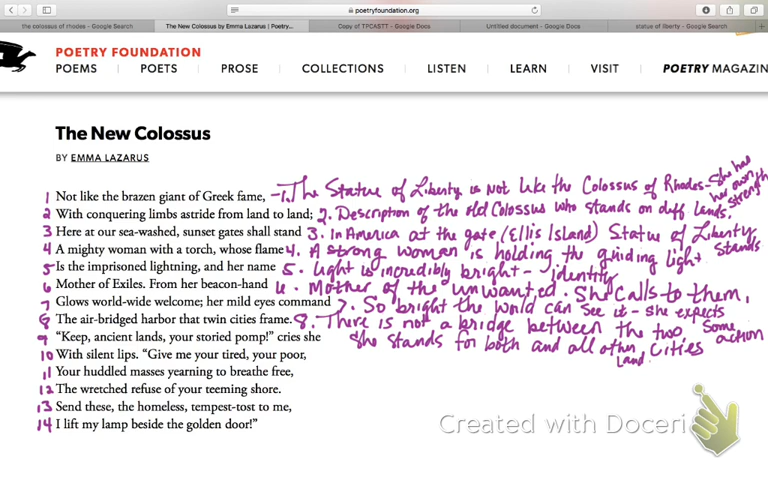 the colossus of rhodes - Google Search
The New Colossus by Emma Lazarus | Poetry...
Copy of TPCASTT - Google Docs
Untitled document - Google Docs
statue of liberty - Google Search
poetryfoundation.org
POETRY FOUNDATION
POEMS POETS PROSE COLLECTIONS LISTEN LEARN VISIT POETRY MAGAZIN
The New Colossus
BY EMMA LAZARUS
1 Not like the brazen giant of Greek fame, -1. The Statue of Liberty is Not Like the Colossus of Rhodes - She has her own strength
2 With conquering limbs astride from land to land; 2. Description of the old Colossus who stands on diff lands.
3 Here at our sea-washed, sunset gates shall stand 3. In America at the gate (Ellis Island) Statue of Liberty stands
4 A mighty woman with a torch, whose flame 4. A strong woman is holding the guiding light
5 Is the imprisoned lightning, and her name 5. Light is incredibly bright - identity
6 Mother of Exiles. From her beacon-hand 6. Mother of the unwanted. She calls to them,
7 Glows world-wide welcome; her mild eyes command 7. So bright the world can see it - she expects some action
8 The air-bridged harbor that twin cities frame. 8. There is not a bridge between the two cities
She stands for both and all other land.
9 “Keep, ancient lands, your storied pomp!” cries she
10 With silent lips. “Give me your tired, your poor,
11 Your huddled masses yearning to breathe free,
12 The wretched refuse of your teeming shore.
13 Send these, the homeless, tempest-tost to me,
14 I lift my lamp beside the golden door!”
Created with Doceri